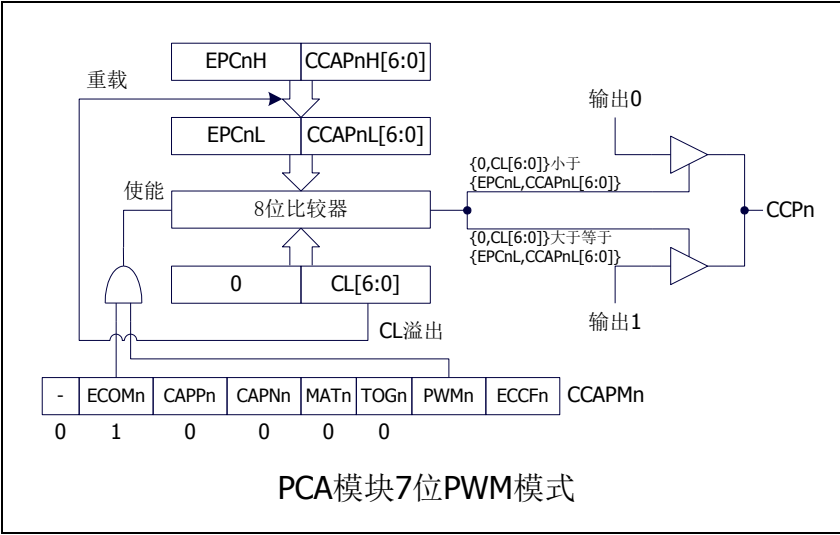 EPCnH CCAPnH[6:0]
重载
输出0
EPCnL CCAPnL[6:0]
{0,CL[6:0]}小于
{EPCnL,CCAPnL[6:0]}
使能
8位比较器
CCPn
{0,CL[6:0]}大于等于
{EPCnL,CCAPnL[6:0]}
0 CL[6:0]
输出1
CL溢出
- ECOMn CAPPn CAPNn MATn TOGn PWMn ECCFn CCAPMn
0 1 0 0 0 0
PCA模块7位PWM模式